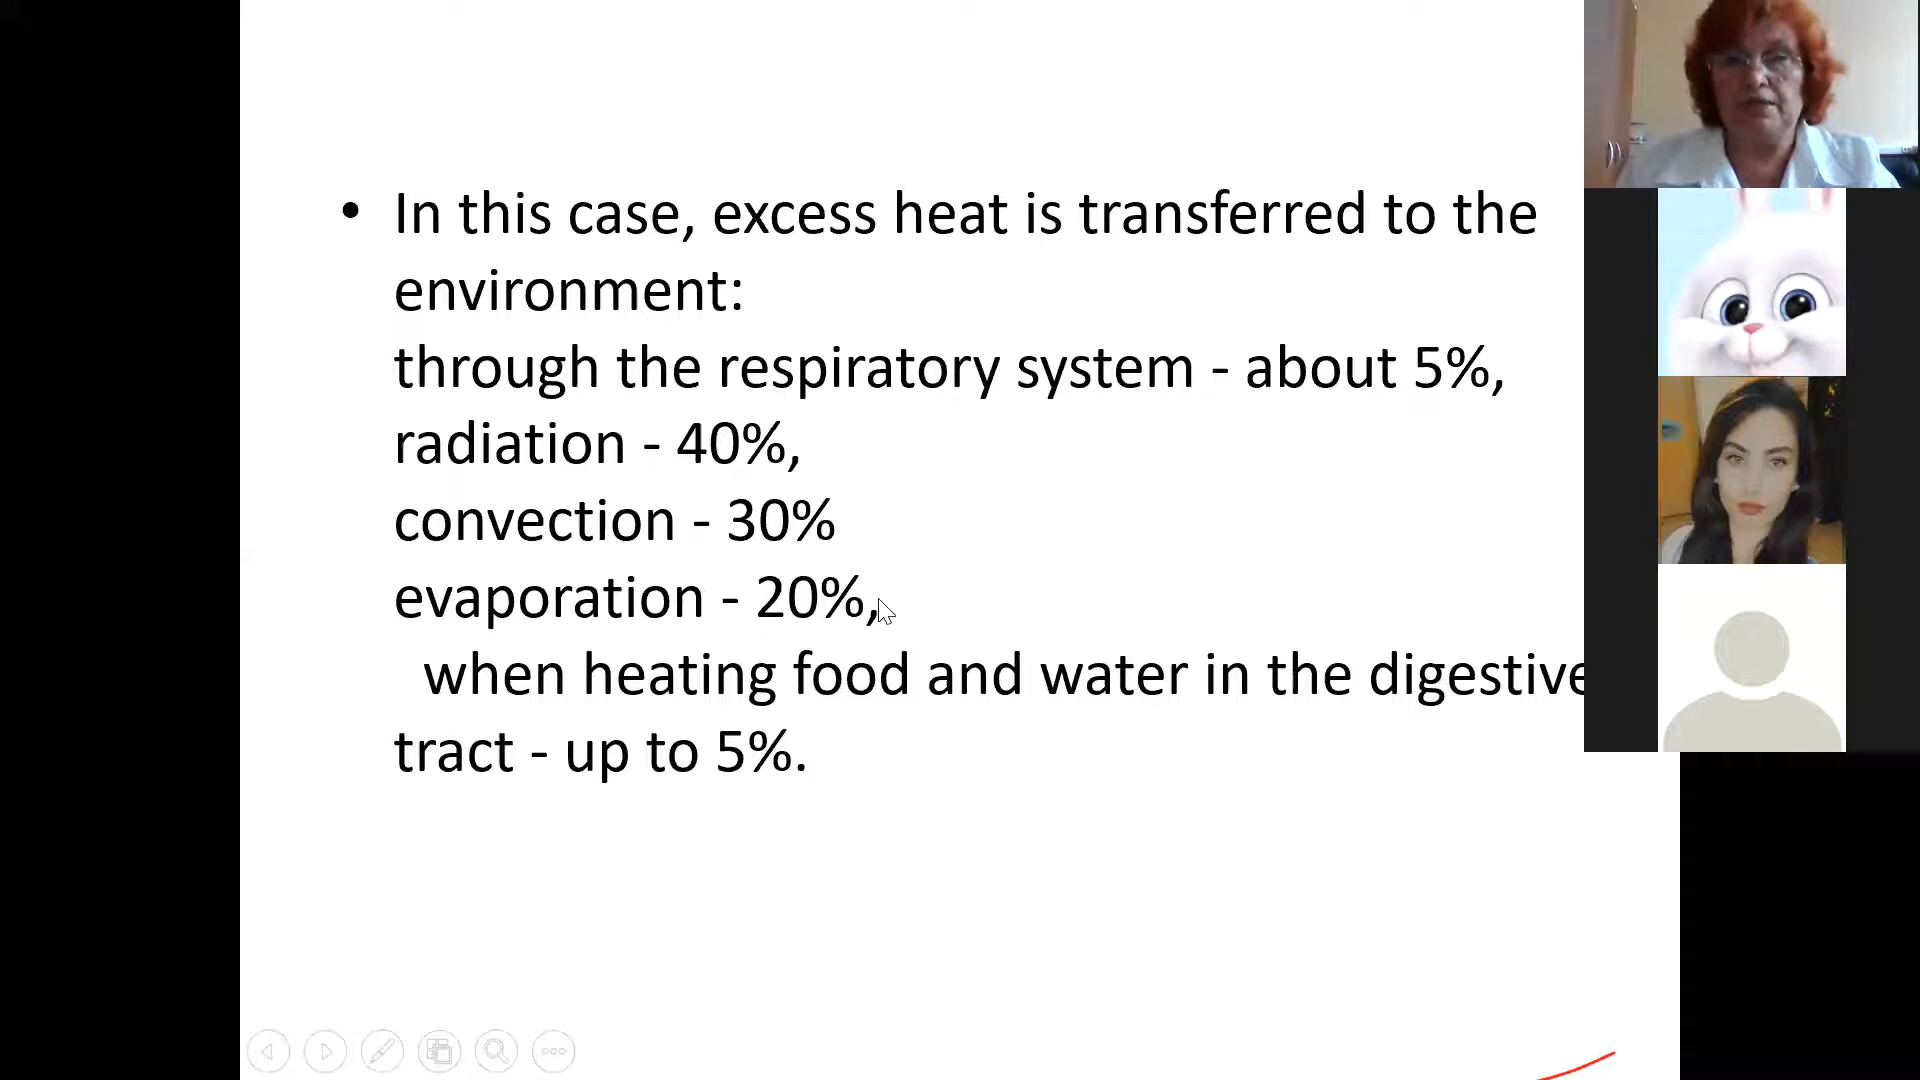 • In this case, excess heat is transferred to the
environment:
through the respiratory system - about 5%,
radiation - 40%,
convection - 30%
evaporation - 20%,
when heating food and water in the digestive
tract - up to 5%.